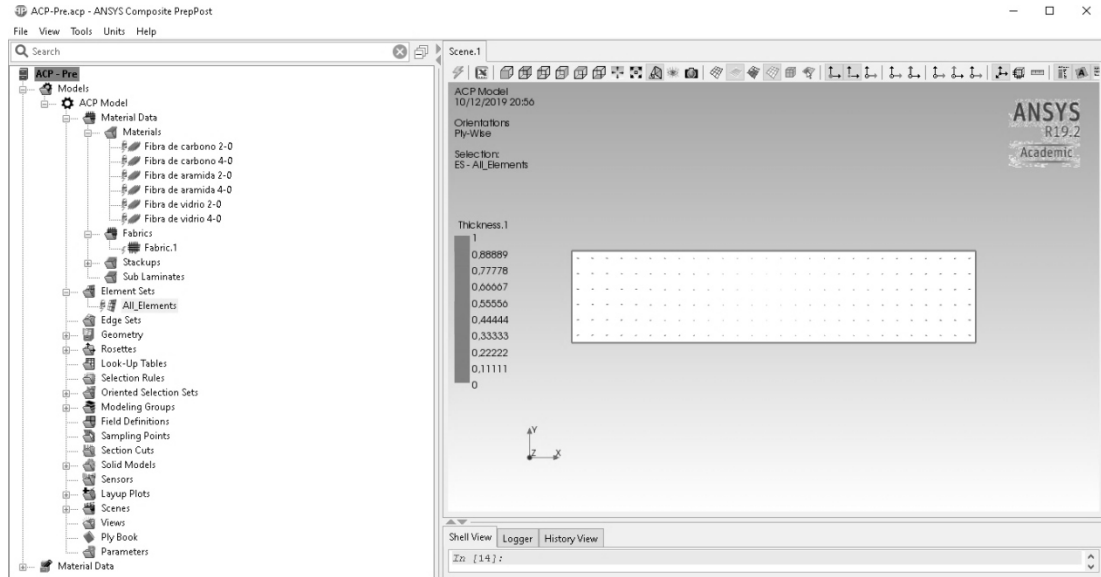 ACP-Pre.acp - ANSYS Composite PrepPost
File View Tools Units Help
Search
ACP - Pre
Models
ACP Model
Material Data
Materials
Fibra de carbono 2-0
Fibra de carbono 4-0
Fibra de aramida 2-0
Fibra de aramida 4-0
Fibra de vidrio 2-0
Fibra de vidrio 4-0
Fabrics
Fabric.1
Stackups
Sub Laminates
Element Sets
All_Elements
Edge Sets
Geometry
Rosettes
Look-Up Tables
Selection Rules
Oriented Selection Sets
Modeling Groups
Field Definitions
Sampling Points
Section Cuts
Solid Models
Sensors
Layup Plots
Scenes
Views
Ply Book
Parameters
Material Data
Scene.1
ACP Model
10/12/2019 20:56
Orientations
Ply-Wise
Selection:
ES - All_Elements
ANSYS
R19.2
Academic
Thickness.1
1
0,88889
0,77778
0,66667
0,55556
0,44444
0,33333
0,22222
0,11111
0
Y
Z X
Shell View Logger History View
In [14]: